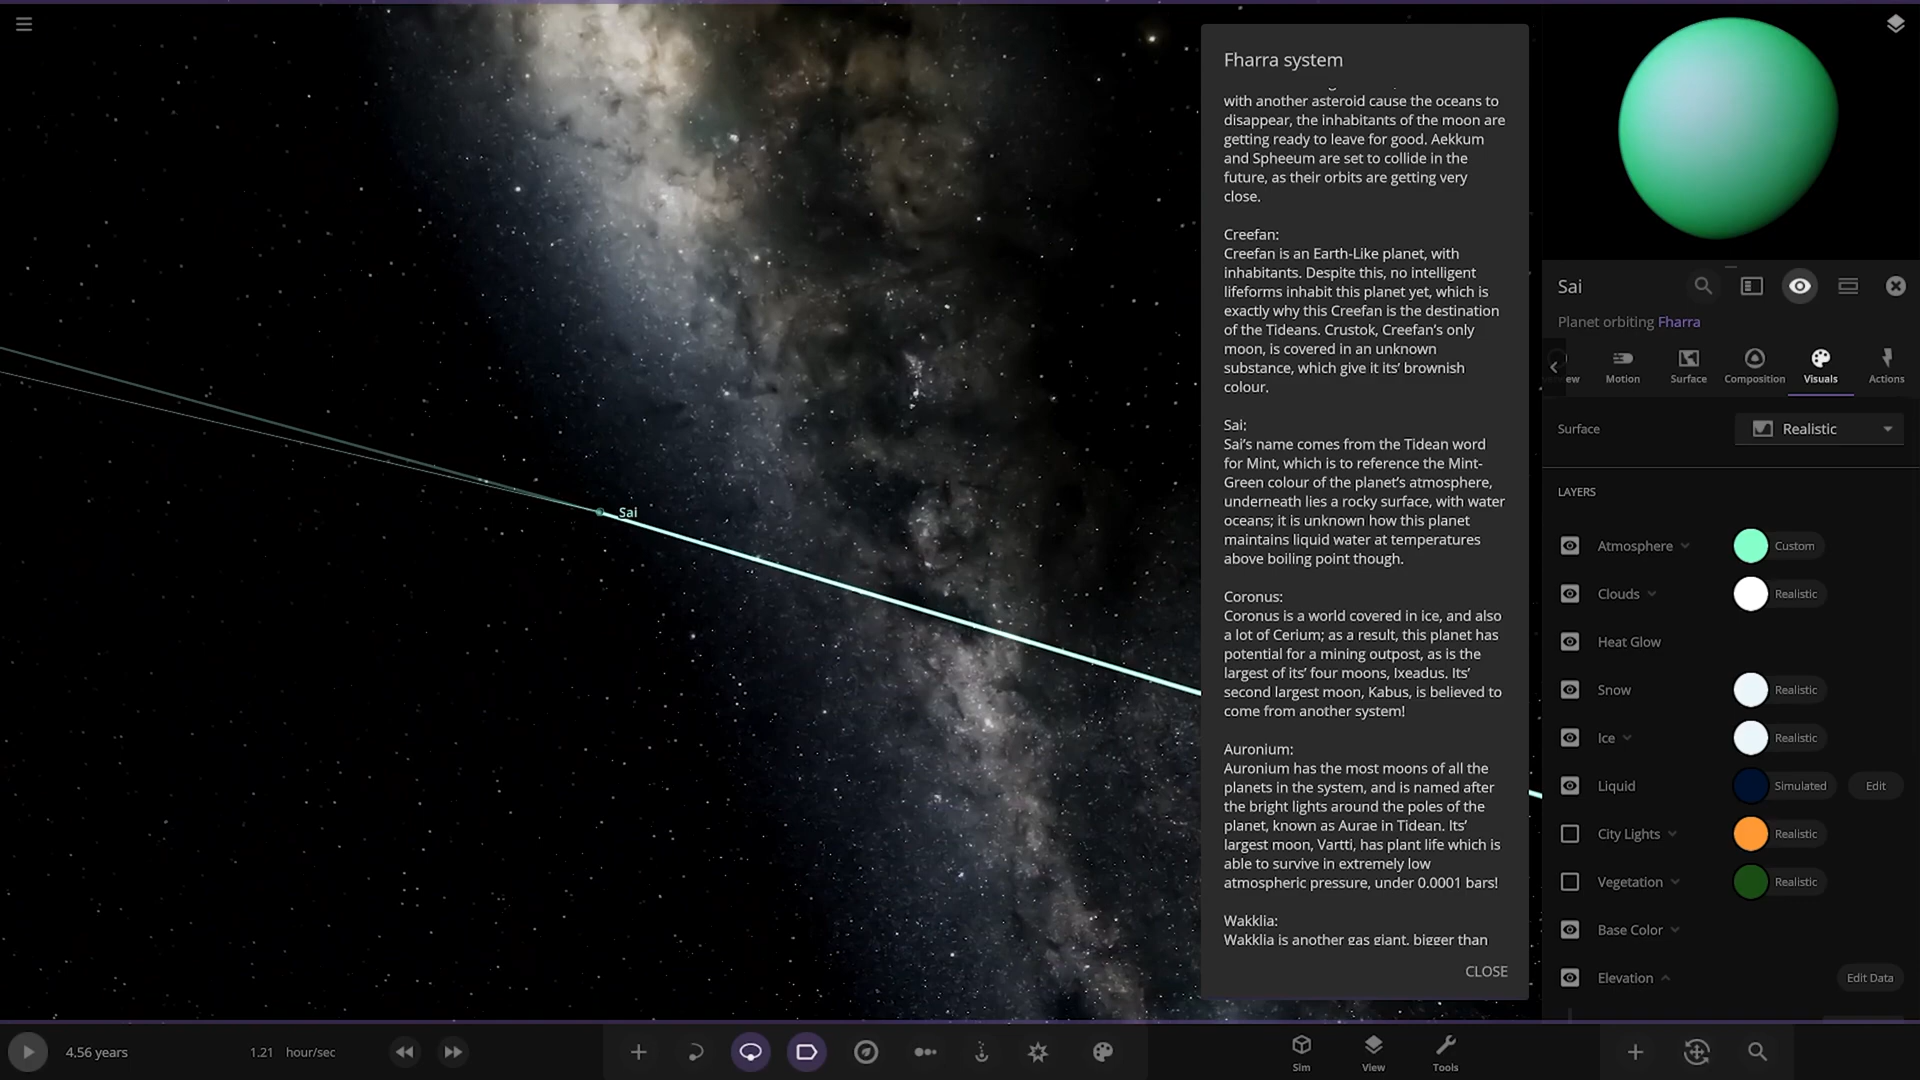 Fharra system
with another asteroid cause the oceans to
disappear, the inhabitants of the moon are
getting ready to leave for good. Aekkum
and Spheeum are set to collide in the
future, as their orbits are getting very
close.
Creefan:
Creefan is an Earth-Like planet, with
inhabitants. Despite this, no intelligent
lifeforms inhabit this planet yet, which is
exactly why this Creefan is the destination
of the Tideans. Crustok, Creefan's only
moon, is covered in an unknown
substance, which give it its' brownish
colour.
Sai:
Sai's name comes from the Tidean word
for Mint, which is to reference the Mint-
Green colour of the planet's atmosphere,
underneath lies a rocky surface, with water
oceans; it is unknown how this planet
maintains liquid water at temperatures
above boiling point though.
Coronus:
Coronus is a world covered in ice, and also
a lot of Cerium; as a result, this planet has
potential for a mining outpost, as is the
largest of its' four moons, Ixeadus. Its'
second largest moon, Kabus, is believed to
come from another system!
Auronium:
Auronium has the most moons of all the
planets in the system, and is named after
the bright lights around the poles of the
planet, known as Aurae in Tidean. Its'
largest moon, Vartti, has plant life which is
able to survive in extremely low
atmospheric pressure, under 0.0001 bars!
Wakklia:
Wakklia is another gas giant, bigger than
CLOSE
Sai
Sai
Planet orbiting Fharra
ew Motion Surface Composition Visuals Actions
Surface Realistic
LAYERS
Atmosphere Custom
Clouds Realistic
Heat Glow
Snow Realistic
Ice Realistic
Liquid Simulated Edit
City Lights Realistic
Vegetation Realistic
Base Color
Elevation Edit Data
4.56 years 1.21 hour/sec
Sim View Tools